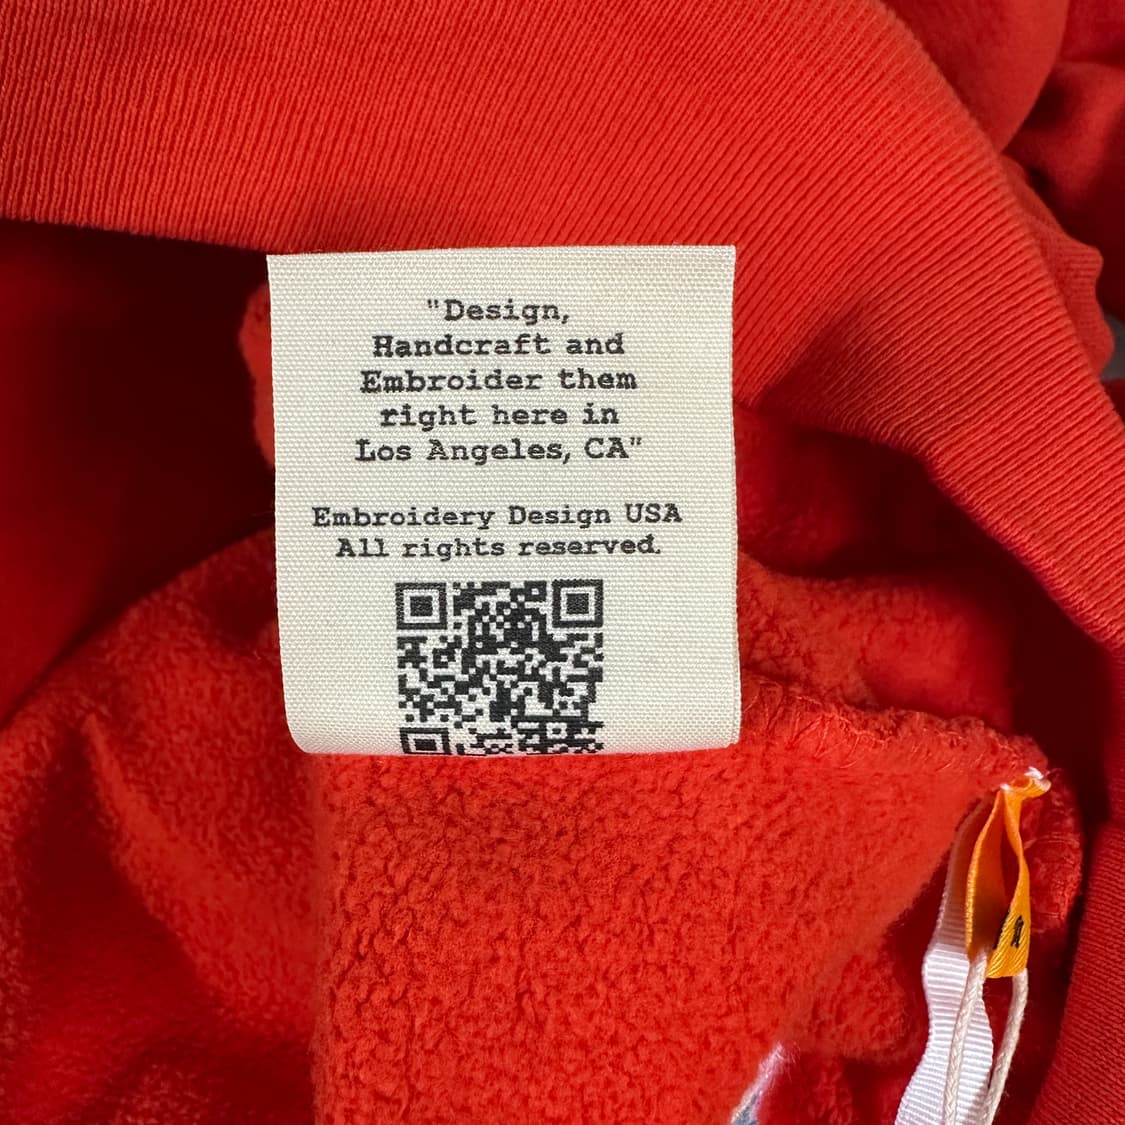 "Design,
Handcraft and
Embroider them
right here in
Los Angeles, CA"
Embroidery Design USA
All rights reserved.